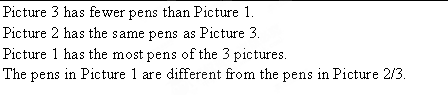 Picture 3 has fewer pens than Picture 1.
Picture 2 has the same pens as Picture 3.
Picture 1 has the most pens of the 3 pictures.
The pens in Picture 1 are different from the pens in Picture 2/3.